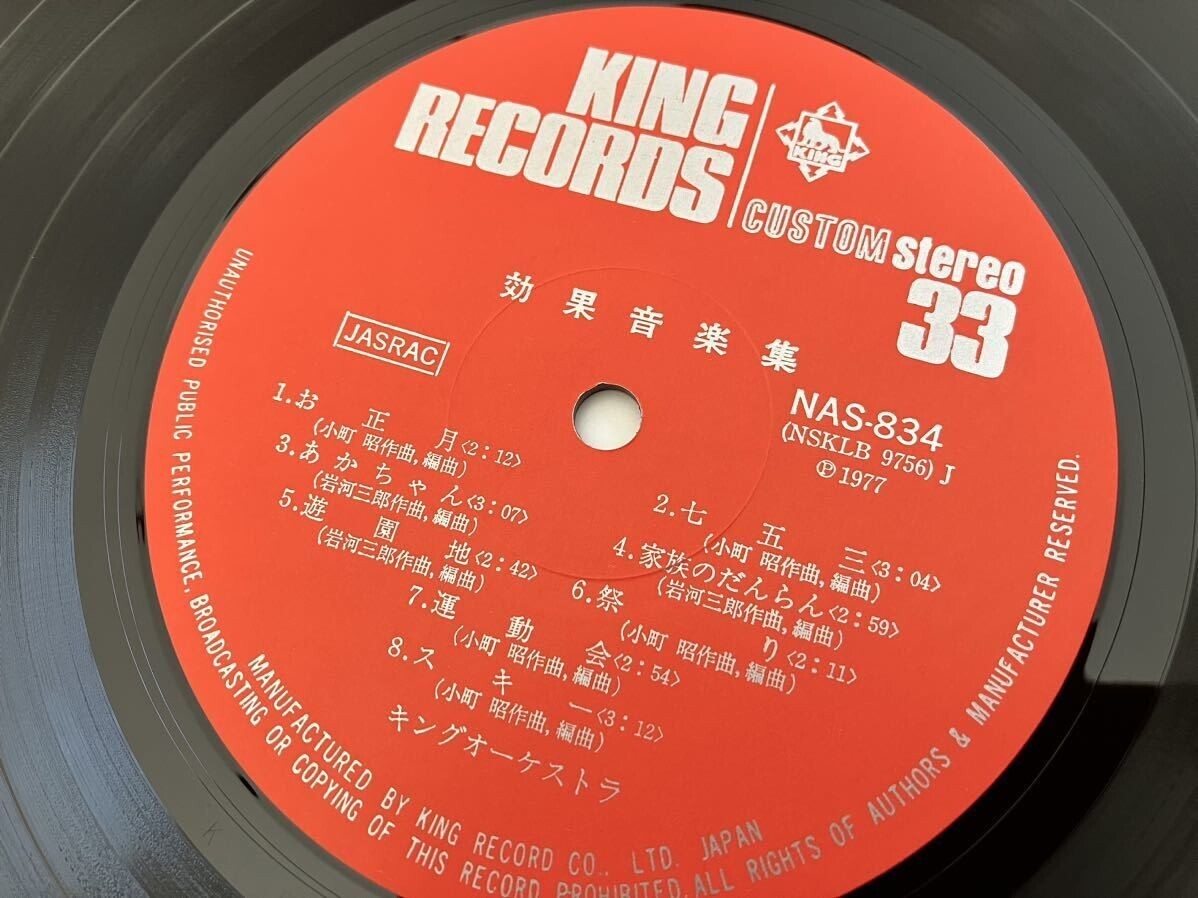 KING
RECORDS
KING
CUSTOM stereo
33
効果音楽集
JASRAC
NAS-834
(NSKLB 9756) J
Ⓟ 1977
1.お正月<2:12>
(小町 昭作曲,編曲)
2.七五三<3:04>
(小町 昭作曲,編曲)
3.あかちゃん<3:07>
(岩河三郎作曲,編曲)
4.家族のだんらん<2:59>
(岩河三郎作曲,編曲)
5.遊園地<2:42>
(岩河三郎作曲,編曲)
6.祭り<2:11>
(小町 昭作曲,編曲)
7.運動会<2:54>
(小町 昭作曲,編曲)
8.スキー<3:12>
(小町 昭作曲,編曲)
キングオーケストラ
MANUFACTURED BY KING RECORD CO., LTD. JAPAN
UNAUTHORISED PUBLIC PERFORMANCE, BROADCASTING OR COPYING OF THIS RECORD PROHIBITED. ALL RIGHTS OF AUTHORS & MANUFACTURER RESERVED.
K